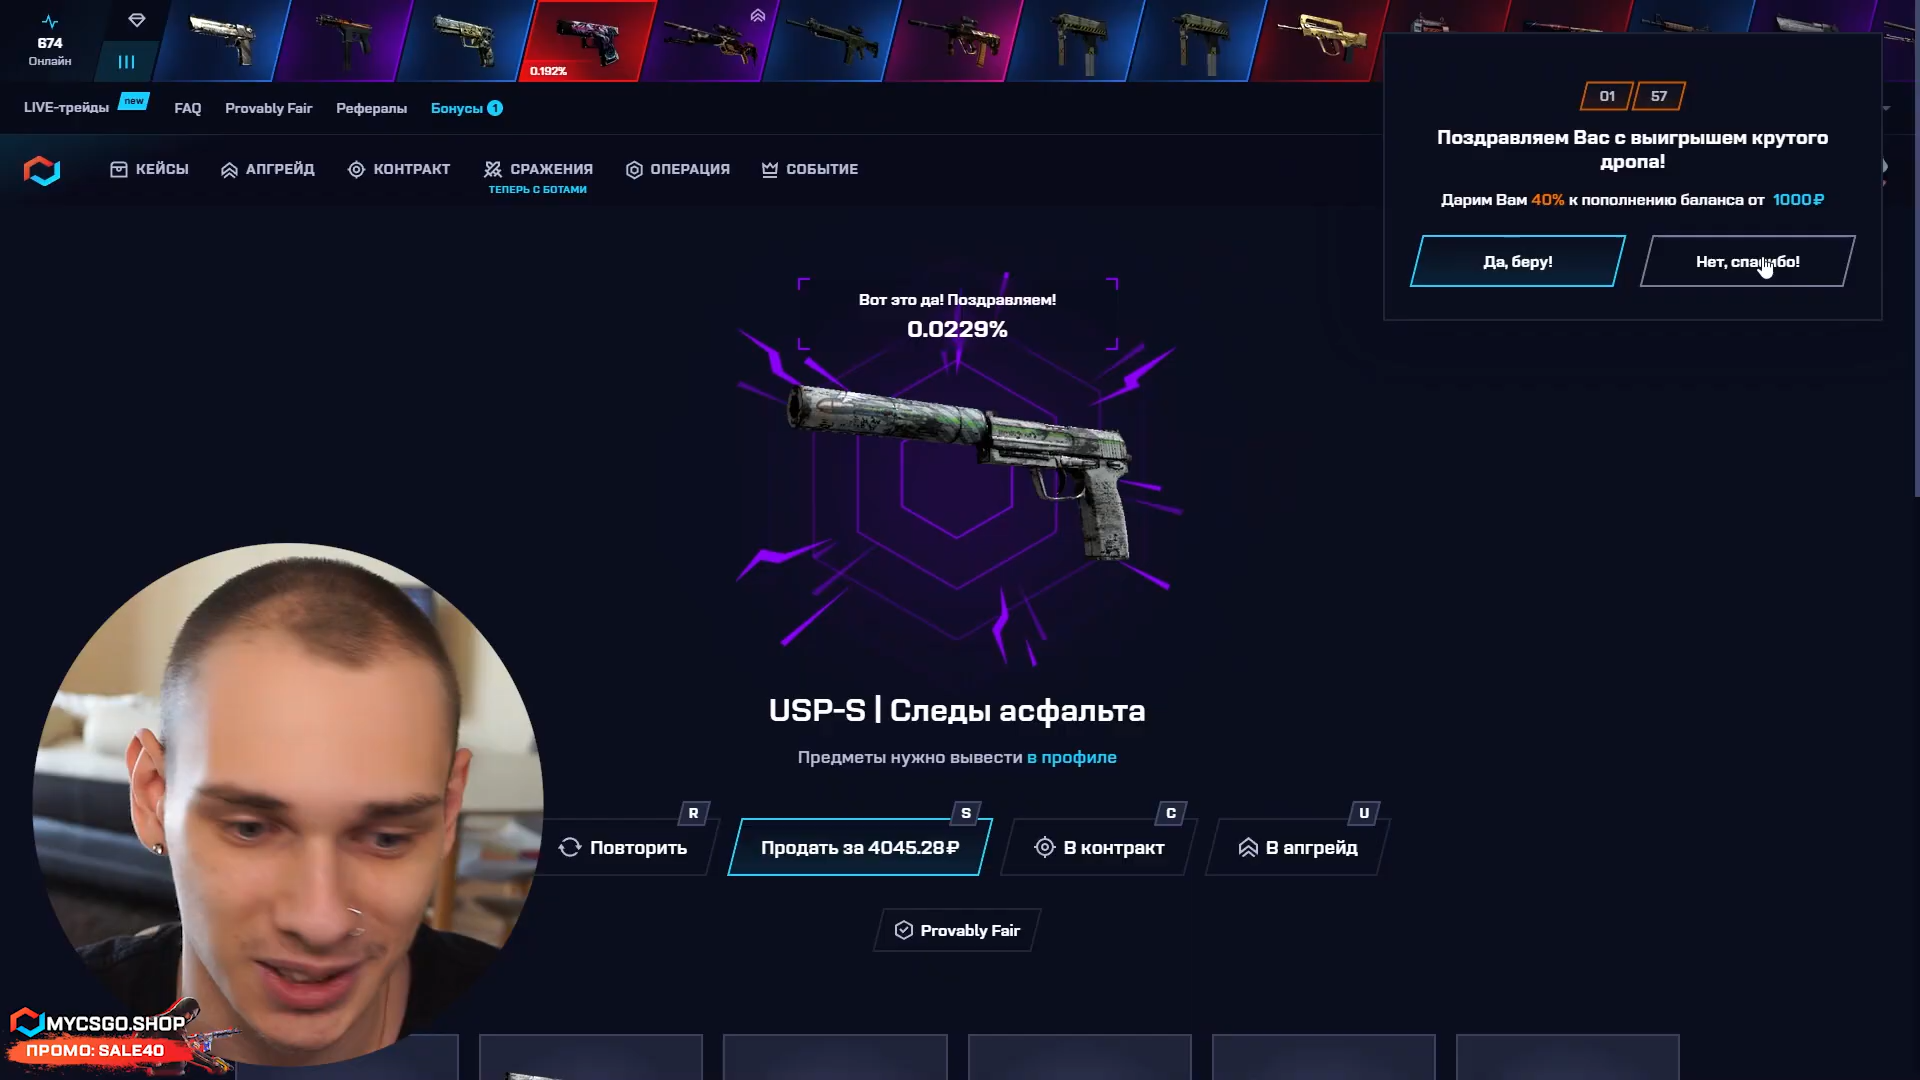 674
Онлайн
0.192%
LIVE-трейды
new
FAQ
Provably Fair
Рефералы
Бонусы 1
КЕЙСЫ
АПГРЕЙД
КОНТРАКТ
СРАЖЕНИЯ
ТЕПЕРЬ С БОТАМИ
ОПЕРАЦИЯ
СОБЫТИЕ
01 57
Поздравляем Вас с выигрышем крутого
дропа!
Дарим Вам 40% к пополнению баланса от 1000₽
Да, беру!
Нет, спасибо!
Вот это да! Поздравляем!
0.0229%
USP-S | Следы асфальта
Предметы нужно вывести в профиле
R
Повторить
S
Продать за 4045.28₽
C
В контракт
U
В апгрейд
Provably Fair
MYCSGO.SHOP
ПРОМО: SALE40